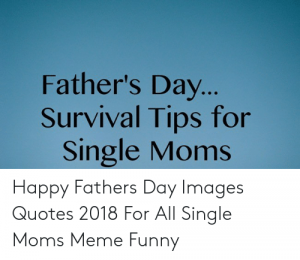 Father's Day...
Survival Tips for
Single Moms
Happy Fathers Day Images
Quotes 2018 For All Single
Moms Meme Funny